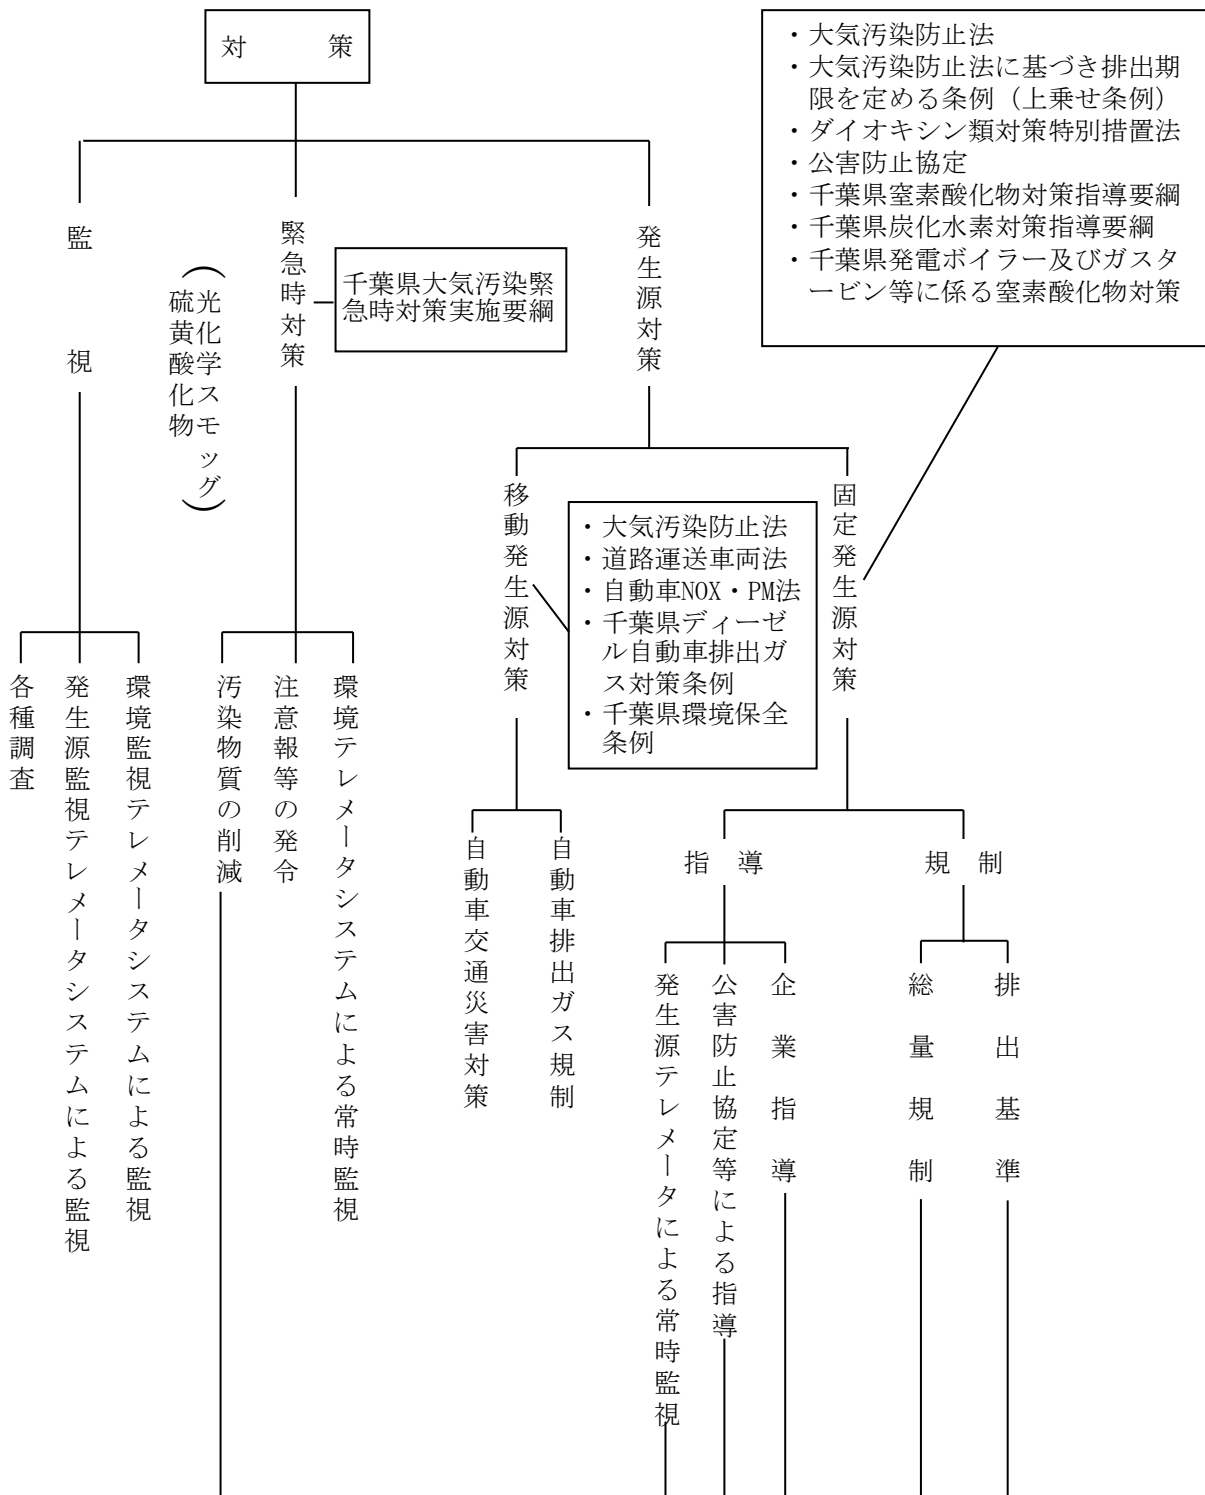 対　　策
・大気汚染防止法
・大気汚染防止法に基づき排出期
限を定める条例（上乗せ条例）
・ダイオキシン類対策特別措置法
・公害防止協定
・千葉県窒素酸化物対策指導要綱
・千葉県炭化水素対策指導要綱
・千葉県発電ボイラー及びガスタ
ービン等に係る窒素酸化物対策
監　視
緊急時対策
（光化学スモッグ
硫黄酸化物）
千葉県大気汚染緊
急時対策実施要綱
発生源対策
移動発生源対策
・大気汚染防止法
・道路運送車両法
・自動車NOX・PM法
・千葉県ディーゼ
ル自動車排出ガ
ス対策条例
・千葉県環境保全
条例
固定発生源対策
各種調査
発生源監視テレメータシステムによる監視
環境監視テレメータシステムによる監視
汚染物質の削減
注意報等の発令
環境テレメータシステムによる常時監視
自動車交通災害対策
自動車排出ガス規制
指　導
規　制
発生源テレメータによる常時監視
公害防止協定等による指導
企業指導
総量規制
排出基準